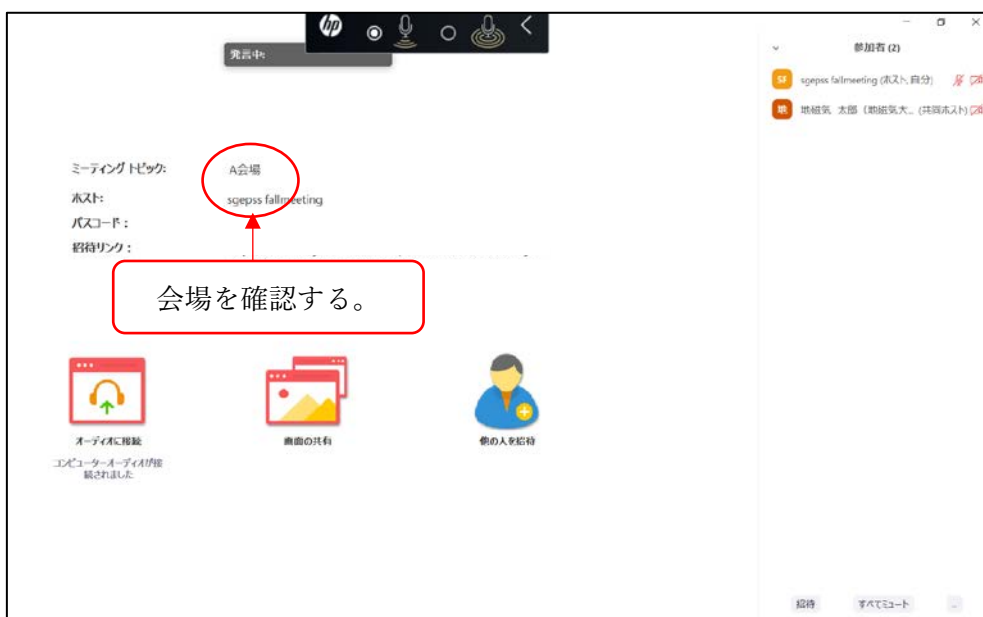 hp
発言中:
参加者 (2)
SF sgepss fallmeeting (ホスト, 自分)
地 地磁気 太郎（地磁気大... (共同ホスト)
ミーティング トピック: A会場
ホスト: sgepss fallmeeting
パスコード：
招待リンク：
会場を確認する。
オーディオに接続
画面の共有
他の人を招待
コンピューターオーディオが接
続されました
招待
すべてミュート
...